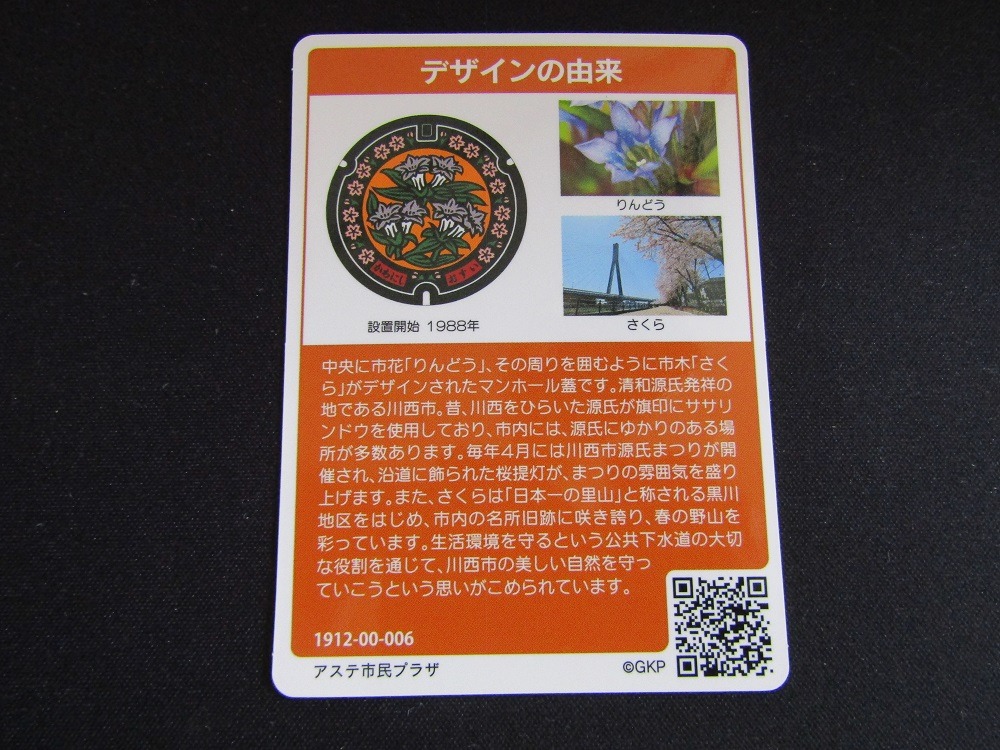 デザインの由来
りんどう
かわにし
おすい
設置開始 1988年
さくら
中央に市花「りんどう」、その周りを囲むように市木「さく
ら」がデザインされたマンホール蓋です。清和源氏発祥の
地である川西市。昔、川西をひらいた源氏が旗印にササリ
ンドウを使用しており、市内には、源氏にゆかりのある場
所が多数あります。毎年4月には川西市源氏まつりが開
催され、沿道に飾られた桜提灯が、まつりの雰囲気を盛り
上げます。また、さくらは「日本一の里山」と称される黒川
地区をはじめ、市内の名所旧跡に咲き誇り、春の野山を
彩っています。生活環境を守るという公共下水道の大切
な役割を通じて、川西市の美しい自然を守っ
ていこうという思いがこめられています。
1912-00-006
アステ市民プラザ
©GKP